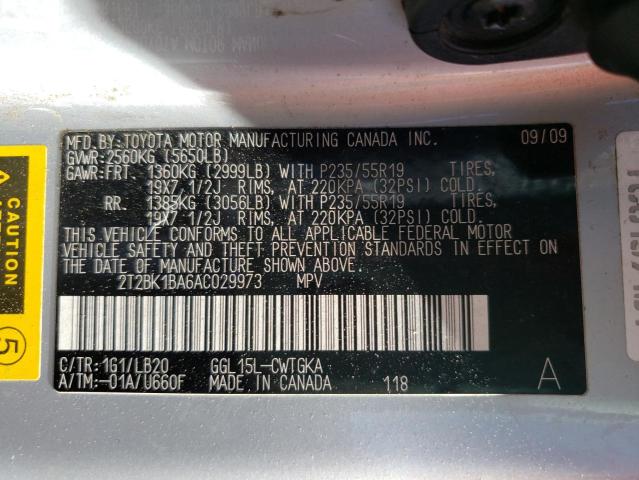 MFD. BY:TOYOTA MOTOR MANUFACTURING CANADA INC. 09/09
GVWR:2560KG (5650LB)
GAWR:FRT. 1360KG (2999LB) WITH P235/55R19 TIRES,
19X7 1/2J RIMS, AT 220KPA (32PSI) COLD.
RR. 1385KG (3056LB) WITH P235/55R19 TIRES,
19X7 1/2J RIMS, AT 220KPA (32PSI) COLD.
THIS VEHICLE CONFORMS TO ALL APPLICABLE FEDERAL MOTOR
VEHICLE SAFETY AND THEFT PREVENTION STANDARDS IN EFFECT ON
THE DATE OF MANUFACTURE SHOWN ABOVE.
2T2BK1BA6AC029973 MPV
C/TR:1G1/LB20 GGL15L-CWTGKA
A/TM:-01A/U660F MADE IN CANADA 118 A
5